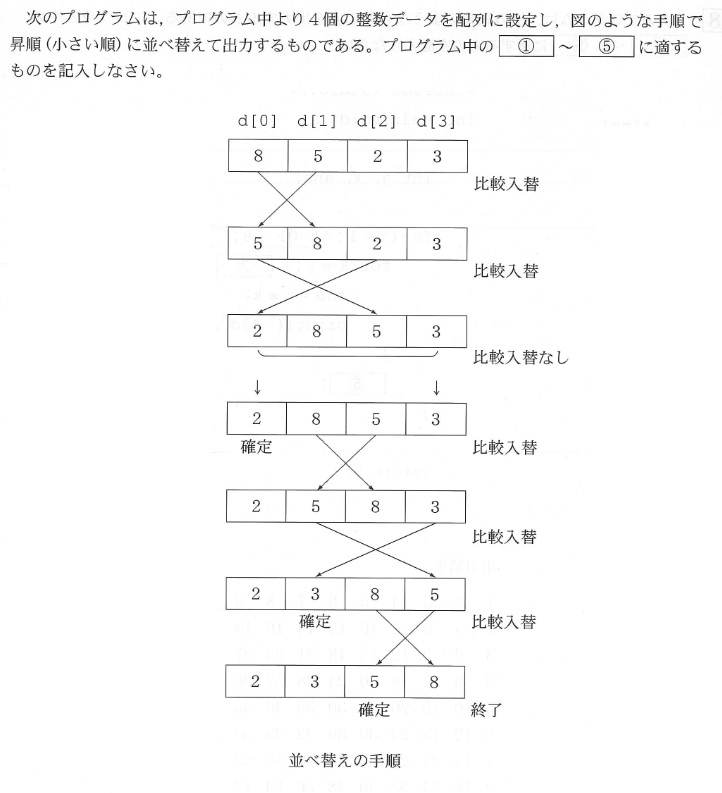 次のプログラムは，プログラム中より４個の整数データを配列に設定し，図のような手順で
昇順(小さい順)に並べ替えて出力するものである。プログラム中の ① ～ ⑤ に適する
ものを記入しなさい。
d[0] d[1] d[2] d[3]
8 5 2 3
比較入替
5 8 2 3
比較入替
2 8 5 3
比較入替なし
↓ ↓
2 8 5 3
確定 比較入替
2 5 8 3
比較入替
2 3 8 5
確定 比較入替
2 3 5 8
確定 終了
並べ替えの手順